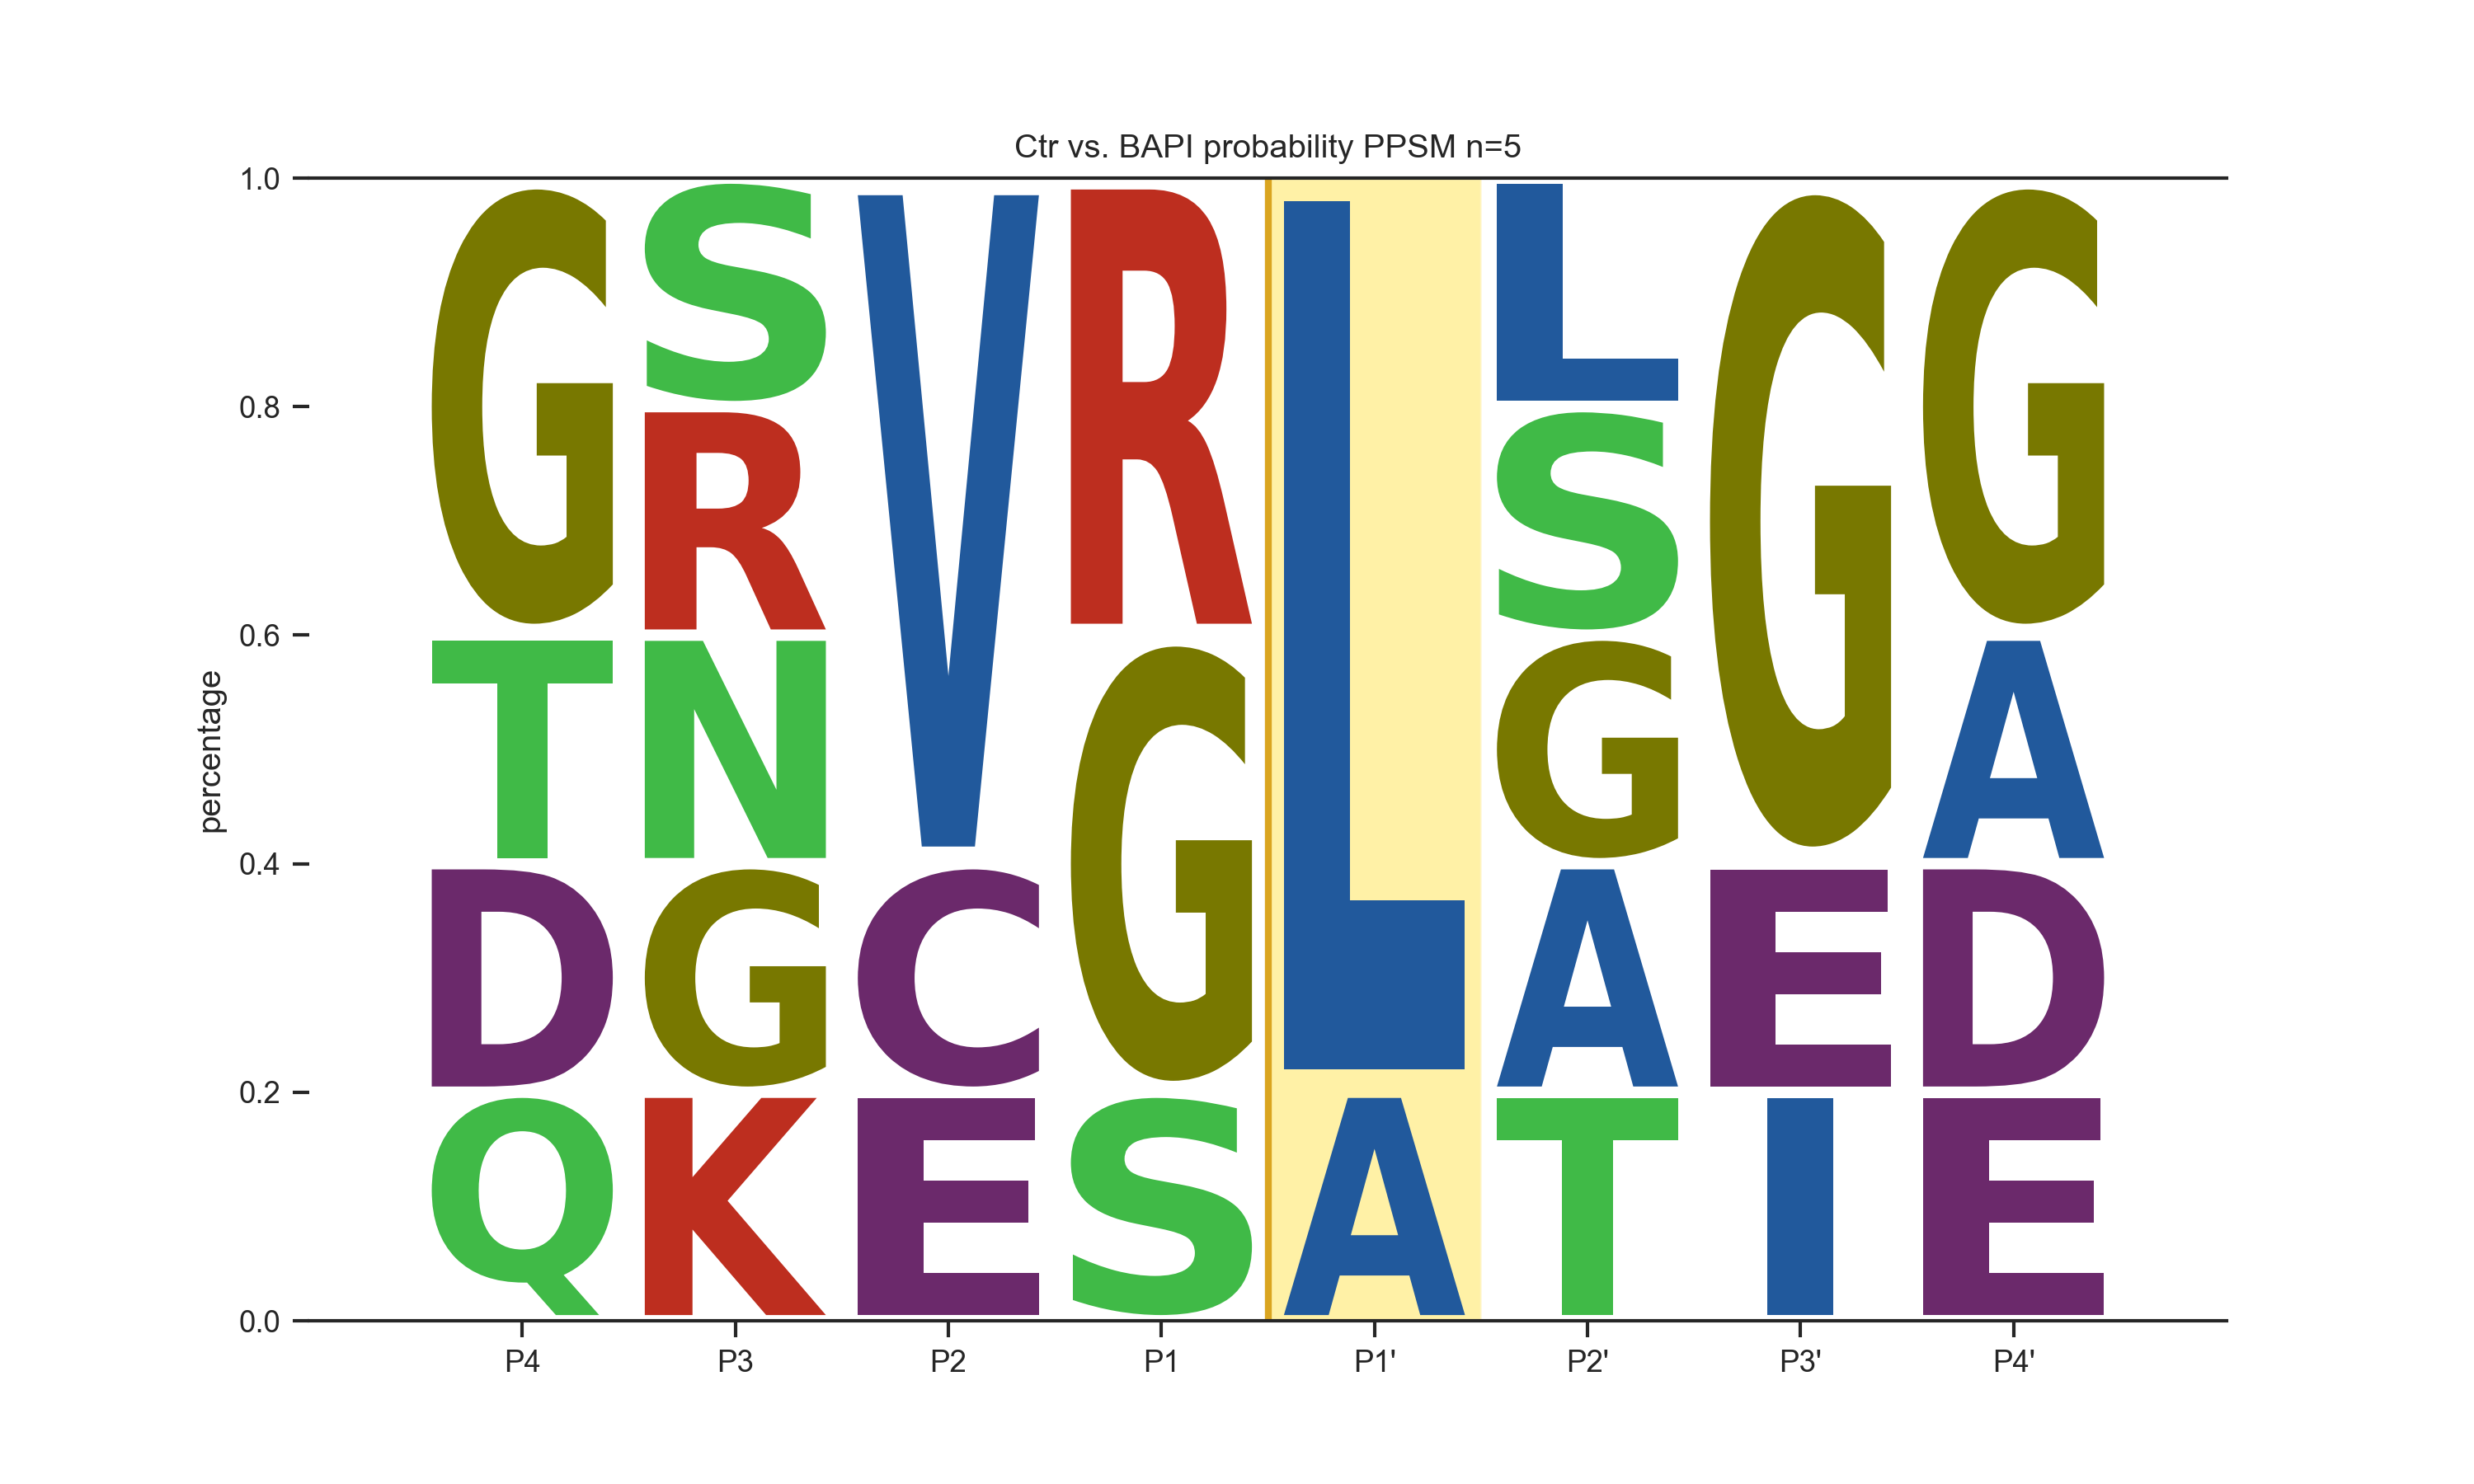 Ctr vs. BAPI probability PPSM n=5
percentage
1.0
0.8
0.6
0.4
0.2
0.0
G S V R L L G G
R S
T N G G A
D G C A E D
Q K E S A T I E
P4 P3 P2 P1 P1' P2' P3' P4'